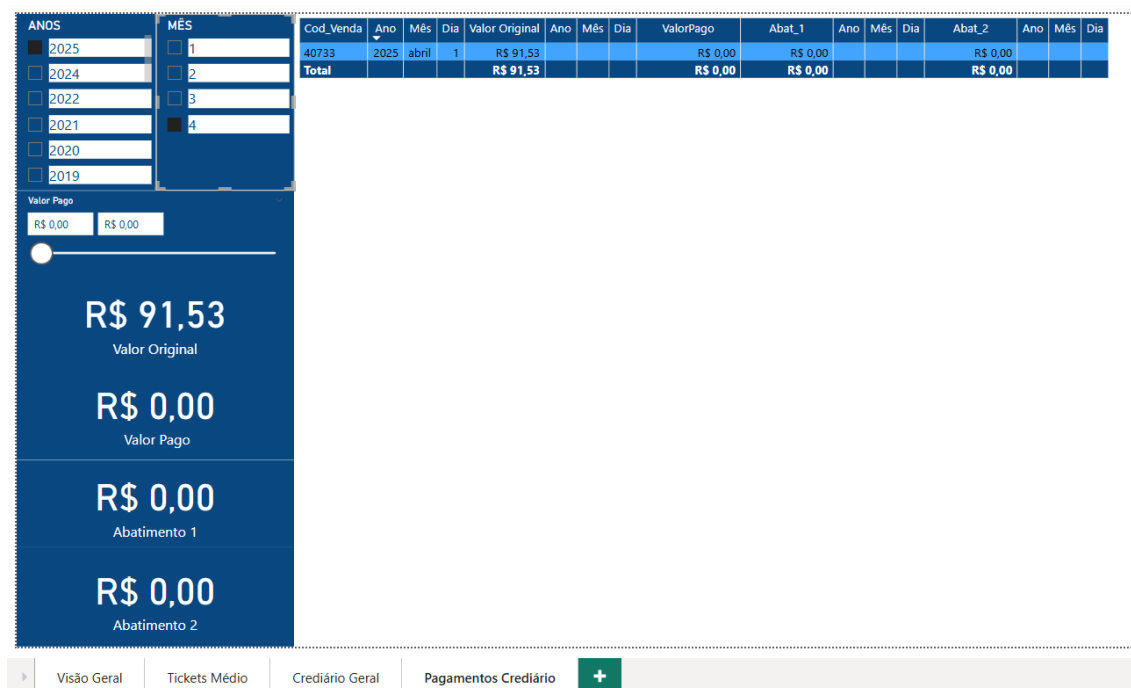 ANOS
2025
2024
2022
2021
2020
2019
MÊS
1
2
3
4
Valor Pago
R$ 0,00 R$ 0,00
R$ 91,53
Valor Original
R$ 0,00
Valor Pago
R$ 0,00
Abatimento 1
R$ 0,00
Abatimento 2
Cod_Venda Ano Mês Dia Valor Original Ano Mês Dia ValorPago Abat_1 Ano Mês Dia Abat_2 Ano Mês Dia
40733 2025 abril 1 R$ 91,53 R$ 0,00 R$ 0,00 R$ 0,00
Total R$ 91,53 R$ 0,00 R$ 0,00 R$ 0,00
Visão Geral Tickets Médio Crediário Geral Pagamentos Crediário +